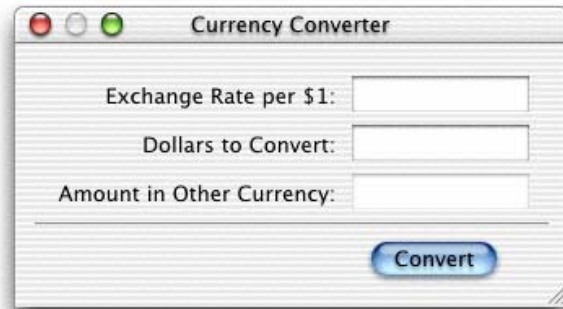 Currency Converter
Exchange Rate per $1:
Dollars to Convert:
Amount in Other Currency:
Convert